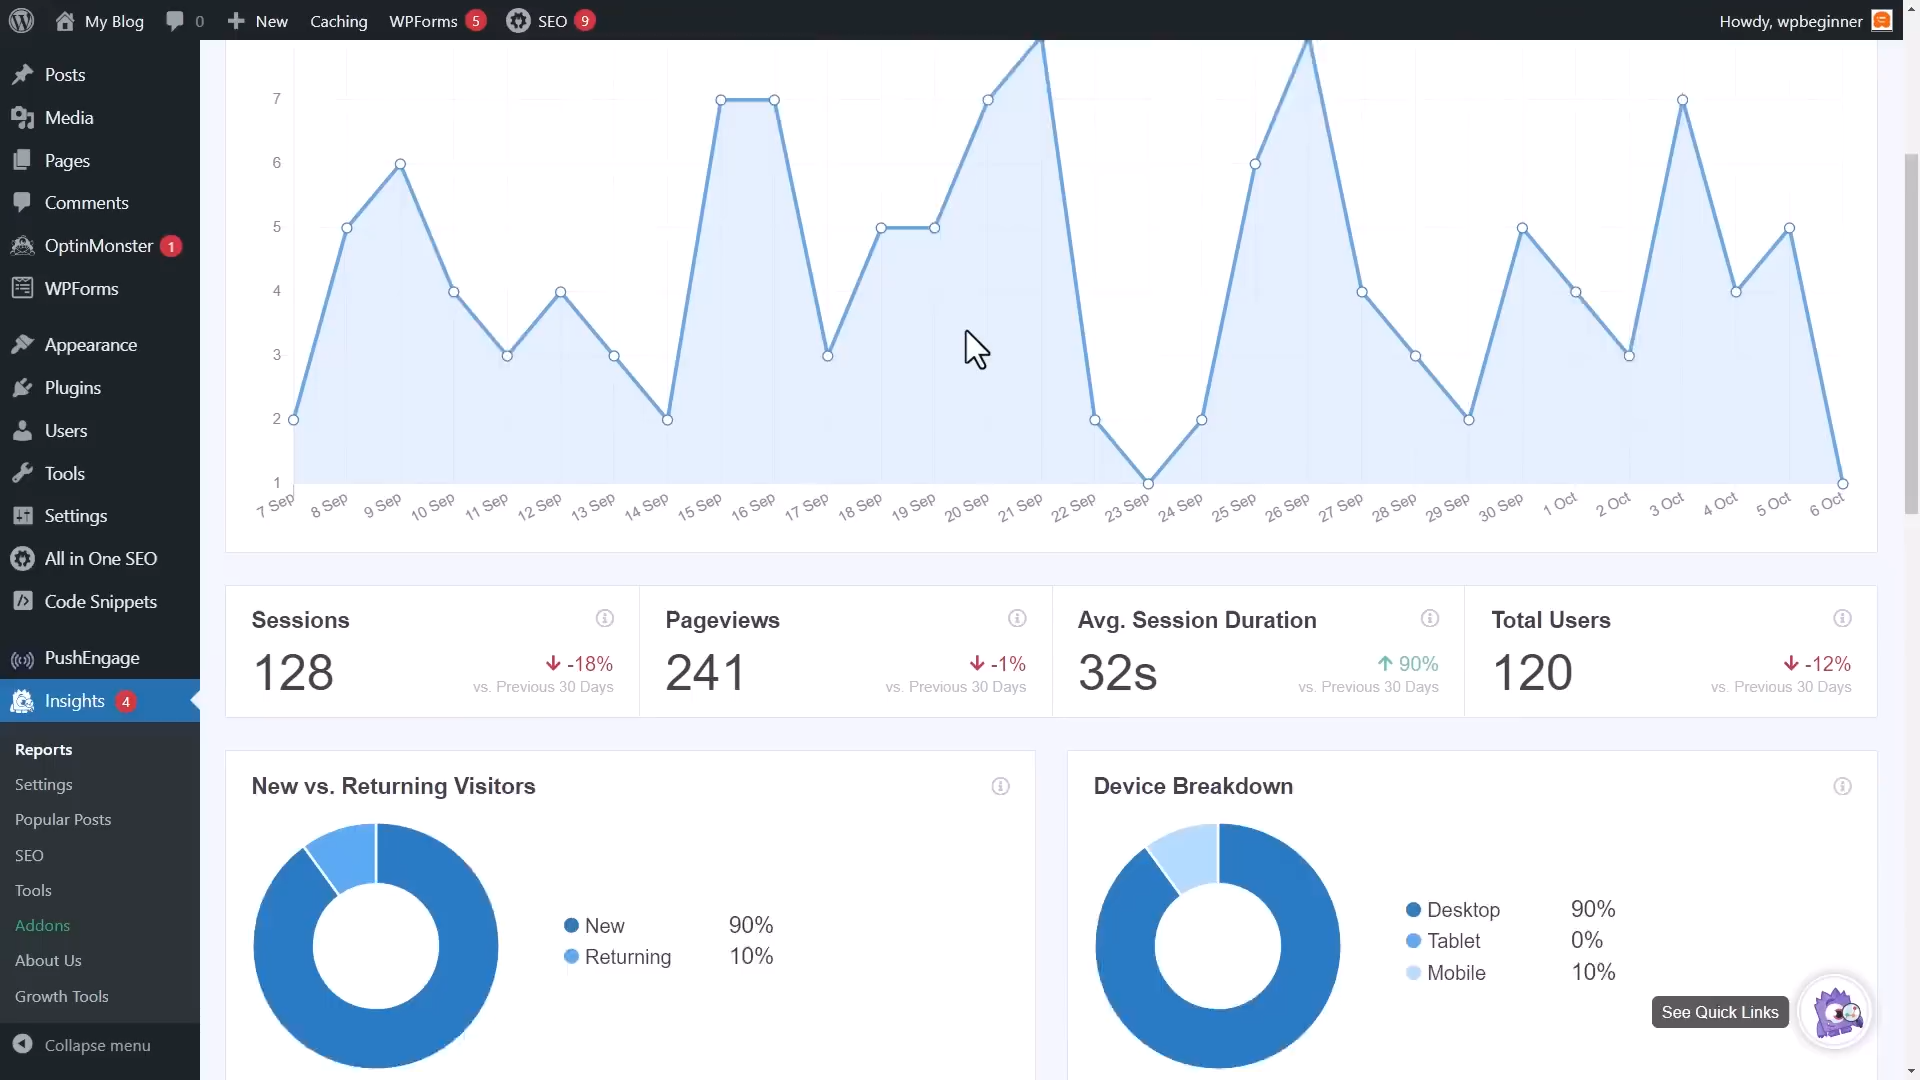 My Blog 0 New Caching WPForms 5 SEO 9 Howdy, wpbeginner
Posts
Media
Pages
Comments
OptinMonster 1
WPForms
Appearance
Plugins
Users
Tools
Settings
All in One SEO
Code Snippets
PushEngage
Insights 4
Reports
Settings
Popular Posts
SEO
Tools
Addons
About Us
Growth Tools
Collapse menu
7
6
5
4
3
2
1
7 Sep 8 Sep 9 Sep 10 Sep 11 Sep 12 Sep 13 Sep 14 Sep 15 Sep 16 Sep 17 Sep 18 Sep 19 Sep 20 Sep 21 Sep 22 Sep 23 Sep 24 Sep 25 Sep 26 Sep 27 Sep 28 Sep 29 Sep 30 Sep 1 Oct 2 Oct 3 Oct 4 Oct 5 Oct 6 Oct
Sessions
128
-18%
vs. Previous 30 Days
Pageviews
241
-1%
vs. Previous 30 Days
Avg. Session Duration
32s
90%
vs. Previous 30 Days
Total Users
120
-12%
vs. Previous 30 Days
New vs. Returning Visitors
New 90%
Returning 10%
Device Breakdown
Desktop 90%
Tablet 0%
Mobile 10%
See Quick Links